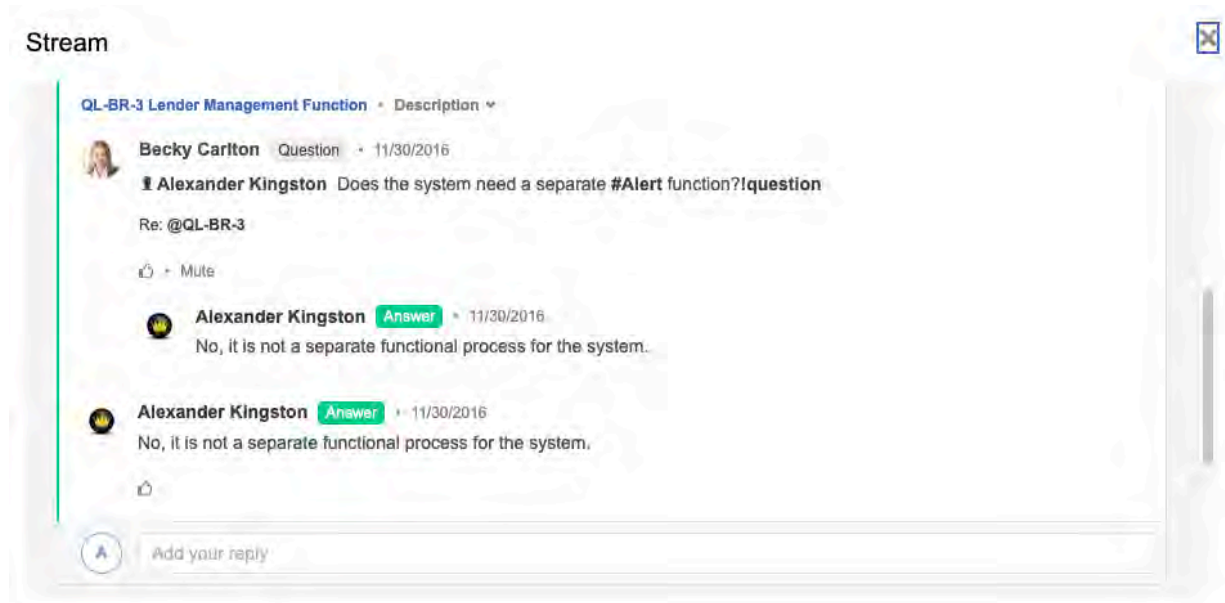 Stream
QL-BR-3 Lender Management Function • Description
Becky Carlton Question • 11/30/2016
Alexander Kingston Does the system need a separate #Alert function?!question
Re: @QL-BR-3
• Mute
Alexander Kingston Answer • 11/30/2016
No, it is not a separate functional process for the system.
Alexander Kingston Answer • 11/30/2016
No, it is not a separate functional process for the system.
A Add your reply